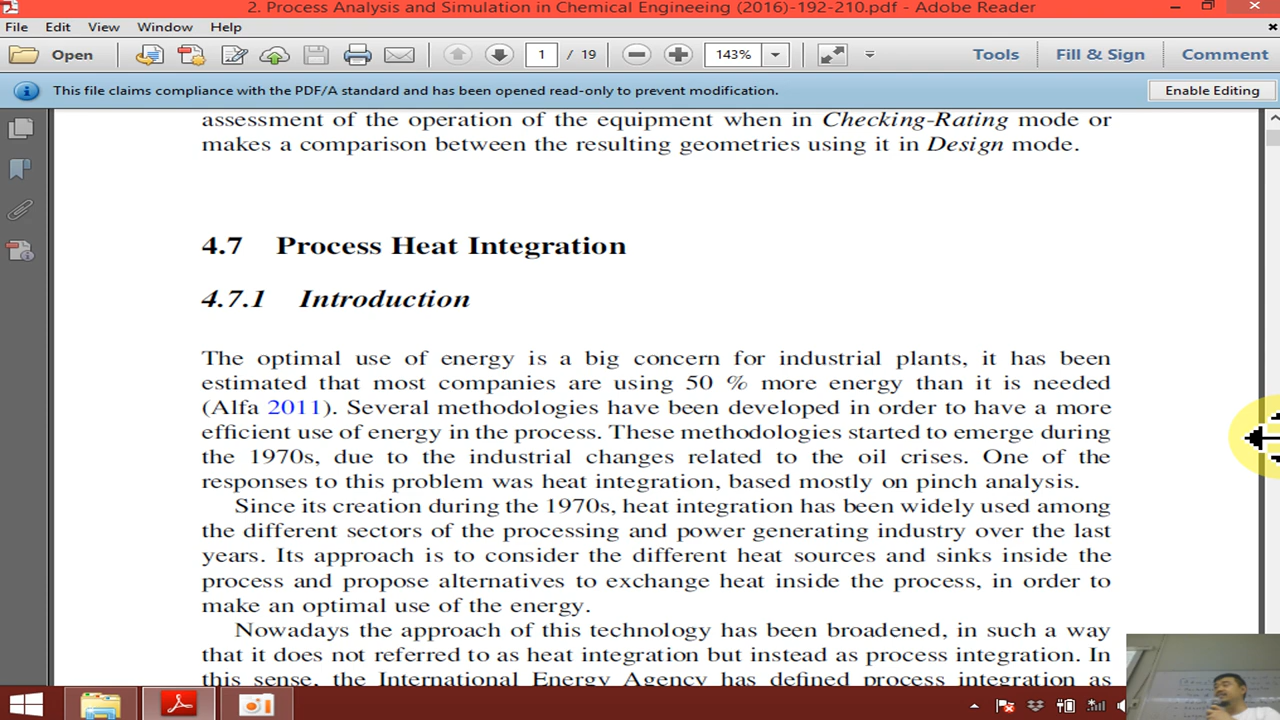 2. Process Analysis and Simulation in Chemical Engineeing (2016)-192-210.pdf - Adobe Reader
File Edit View Window Help
Open 1 / 19 143% Tools Fill & Sign Comment
This file claims compliance with the PDF/A standard and has been opened read-only to prevent modification. Enable Editing
assessment of the operation of the equipment when in Checking-Rating mode or
makes a comparison between the resulting geometries using it in Design mode.
4.7 Process Heat Integration
4.7.1 Introduction
The optimal use of energy is a big concern for industrial plants, it has been
estimated that most companies are using 50 % more energy than it is needed
(Alfa 2011). Several methodologies have been developed in order to have a more
efficient use of energy in the process. These methodologies started to emerge during
the 1970s, due to the industrial changes related to the oil crises. One of the
responses to this problem was heat integration, based mostly on pinch analysis.
Since its creation during the 1970s, heat integration has been widely used among
the different sectors of the processing and power generating industry over the last
years. Its approach is to consider the different heat sources and sinks inside the
process and propose alternatives to exchange heat inside the process, in order to
make an optimal use of the energy.
Nowadays the approach of this technology has been broadened, in such a way
that it does not referred to as heat integration but instead as process integration. In
this sense, the International Energy Agency has defined process integration as